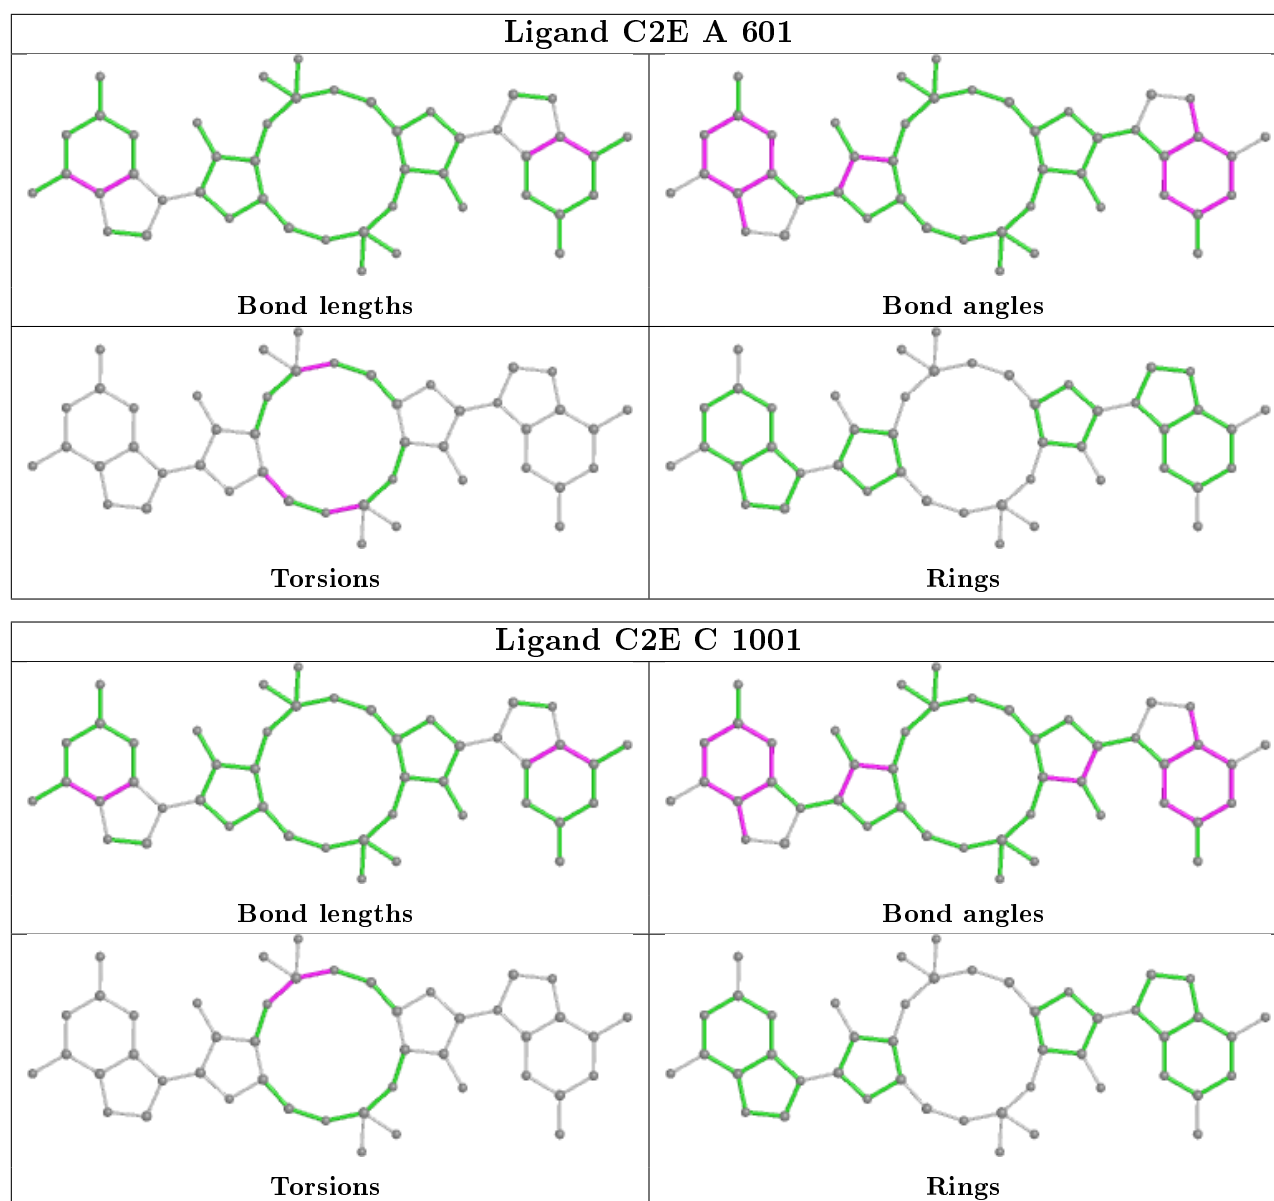 Ligand C2E A 601
Bond lengths
Bond angles
Torsions
Rings
Ligand C2E C 1001
Bond lengths
Bond angles
Torsions
Rings